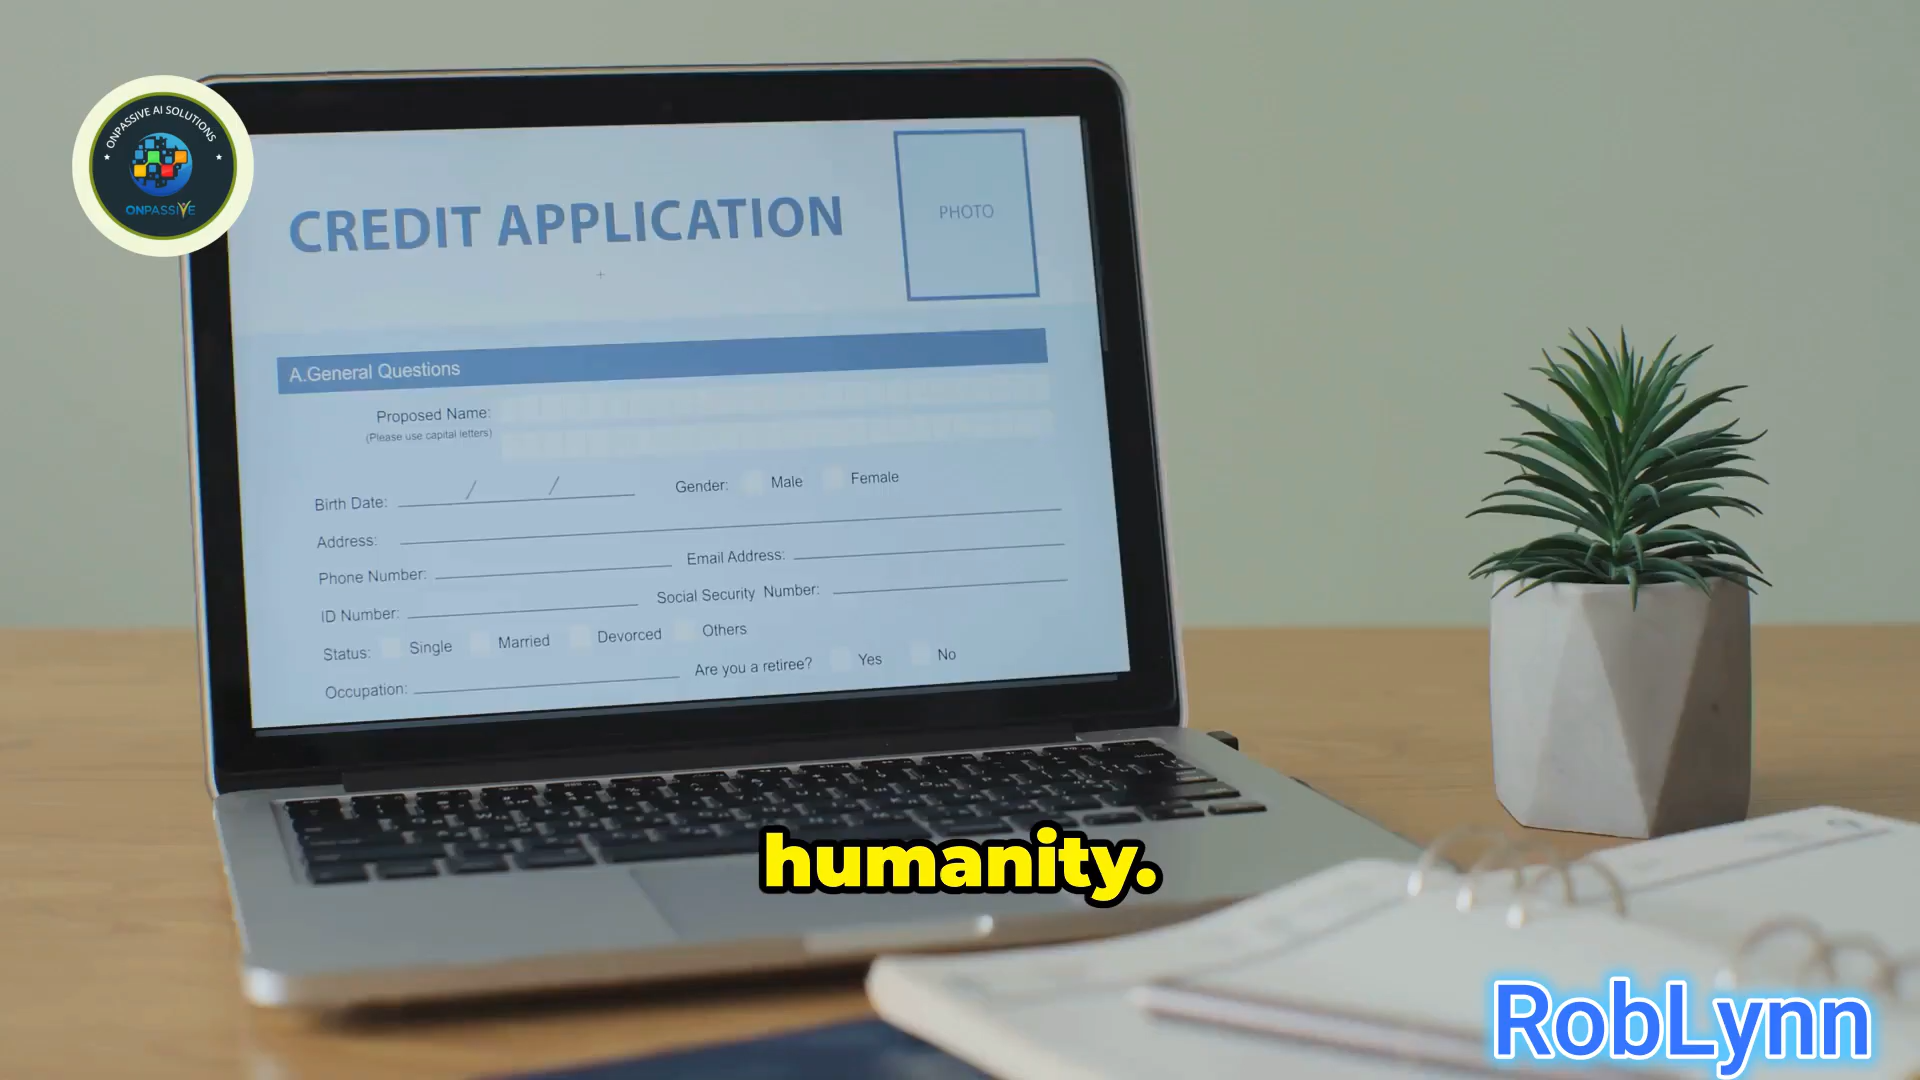 ONPASSIVE AI SOLUTIONS
ONPASSIVE
CREDIT APPLICATION
PHOTO
A.General Questions
Proposed Name:
(Please use capital letters)
Birth Date: / / Gender: Male Female
Address:
Phone Number: Email Address:
ID Number: Social Security Number:
Status: Single Married Devorced Others
Occupation: Are you a retiree? Yes No
humanity.
RobLynn